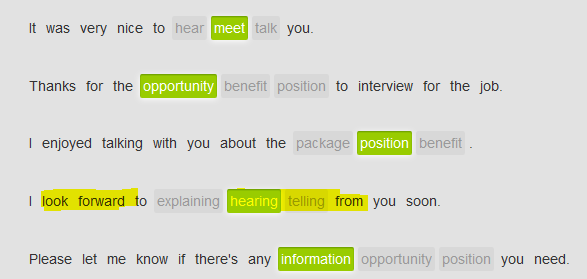 It was very nice to hear meet talk you.
Thanks for the opportunity benefit position to interview for the job.
I enjoyed talking with you about the package position benefit .
I look forward to explaining hearing telling from you soon.
Please let me know if there's any information opportunity position you need.